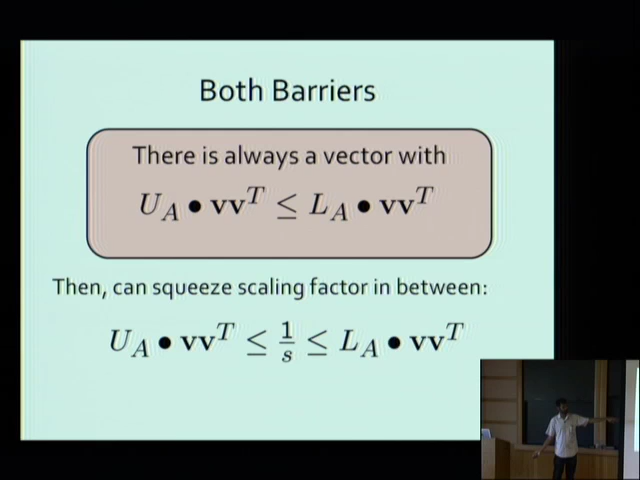 Both Barriers
There is always a vector with
U_A • vv^T ≤ L_A • vv^T
Then, can squeeze scaling factor in between:
U_A • vv^T ≤ 1/s ≤ L_A • vv^T